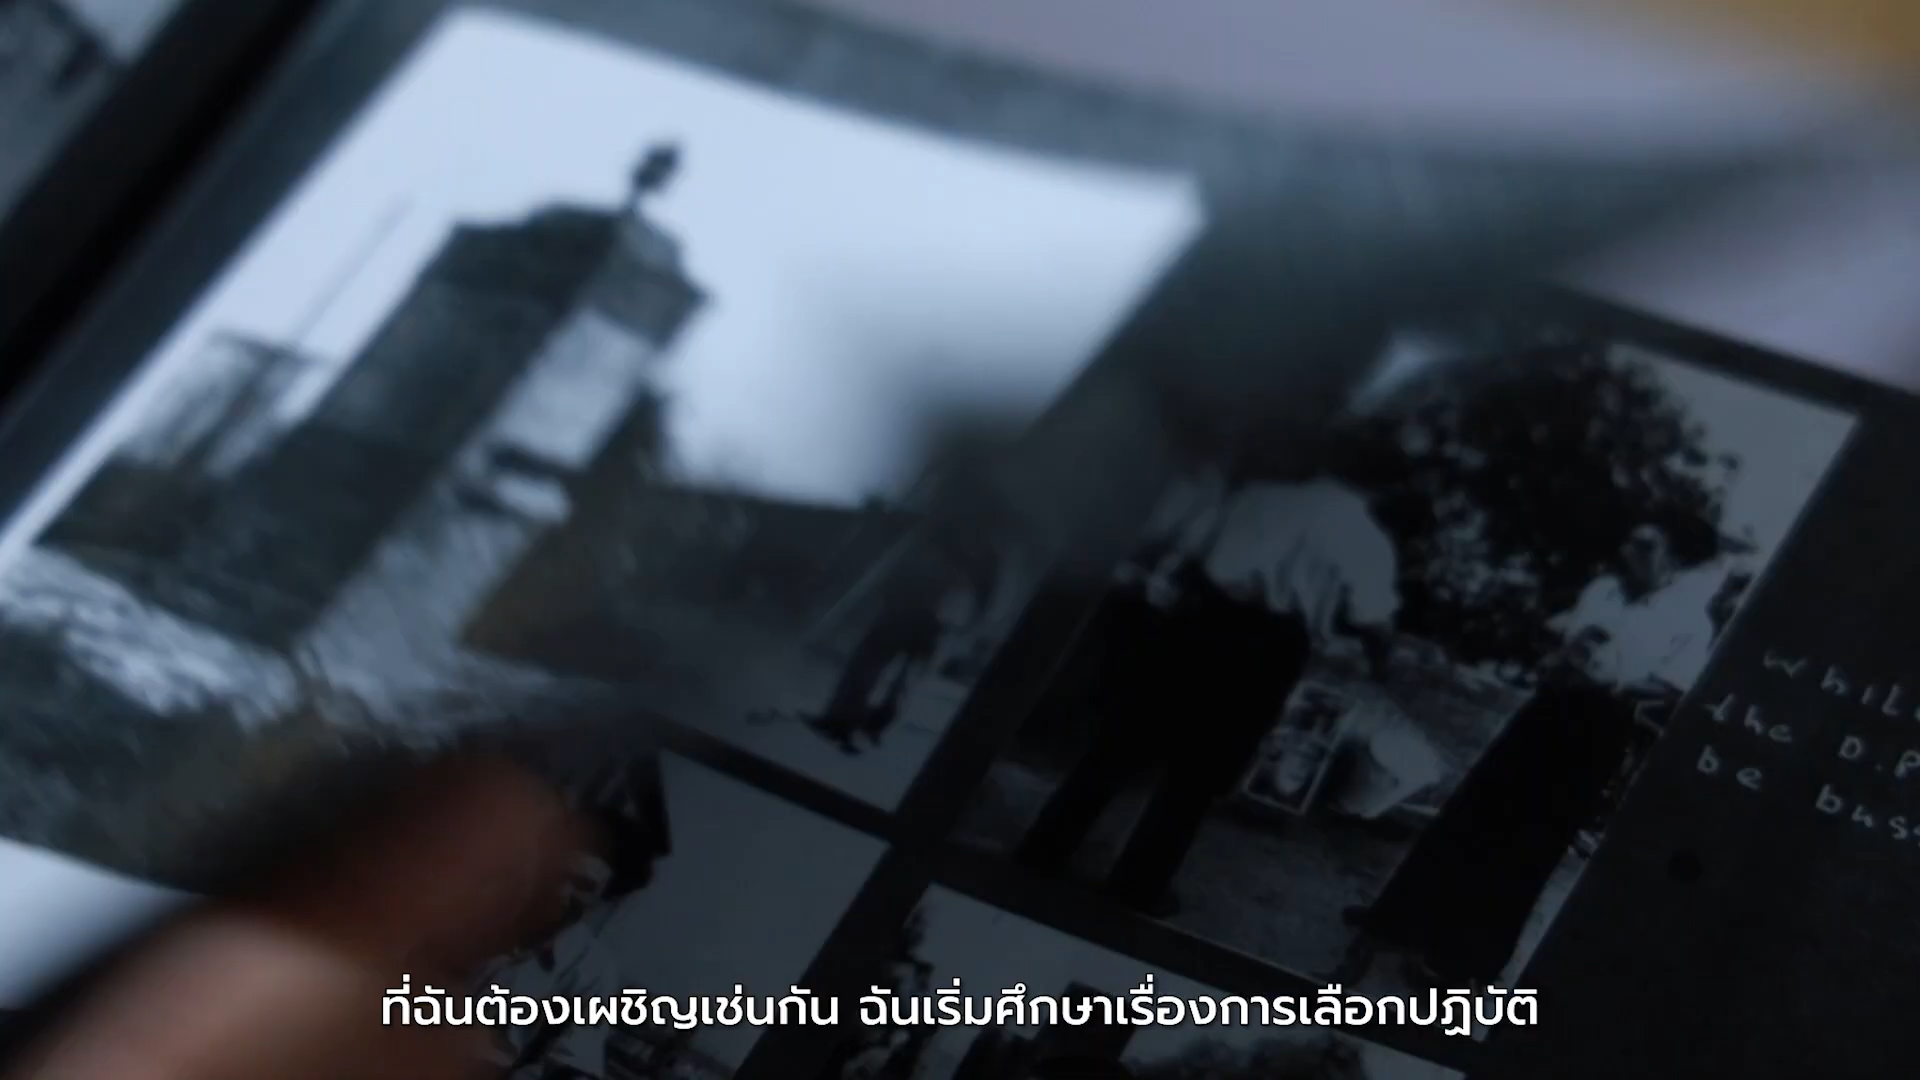 the D.P
be bus
ที่ฉันต้องเผชิญเช่นกัน ฉันเริ่มศึกษาเรื่องการเลือกปฏิบัติ